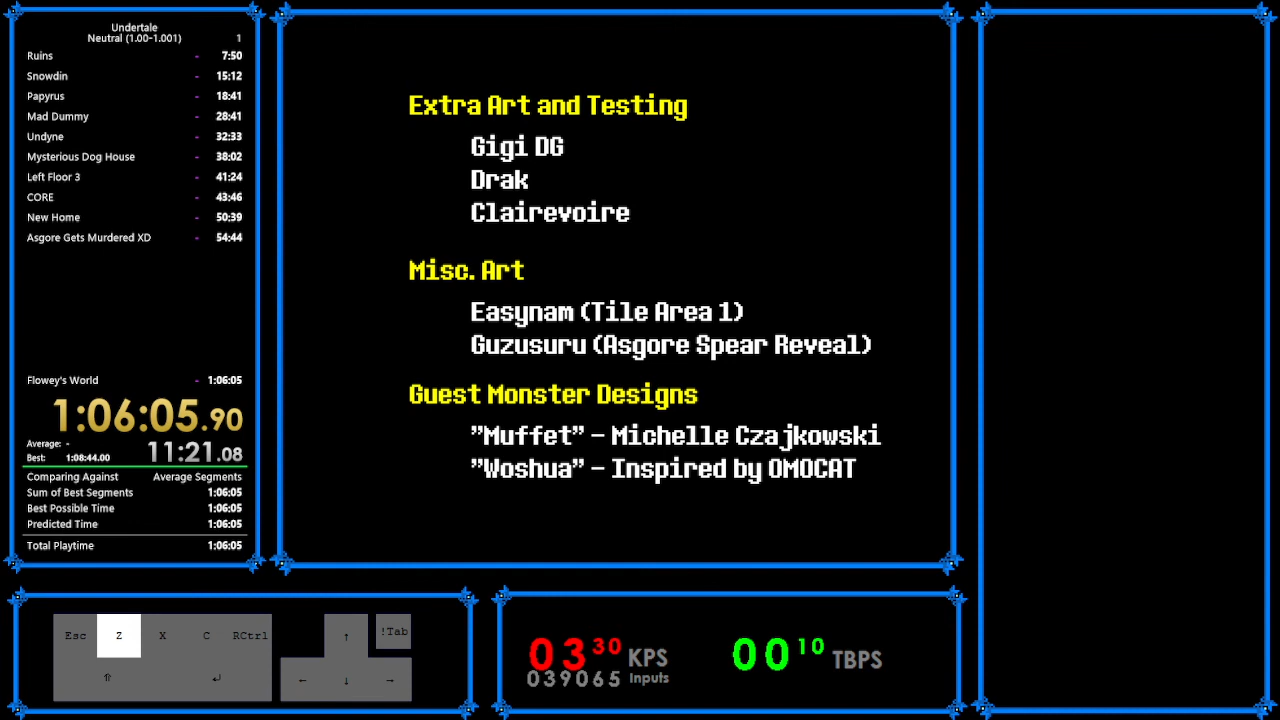 Undertale
Neutral (1.00-1.001) 1
Ruins - 7:50
Snowdin - 15:12
Papyrus - 18:41
Mad Dummy - 28:41
Undyne - 32:33
Mysterious Dog House - 38:02
Left Floor 3 - 41:24
CORE - 43:46
New Home - 50:39
Asgore Gets Murdered XD - 54:44
Flowey's World - 1:06:05
1:06:05.90
Average: -
Best: 1:08:44.00
11:21.08
Comparing Against Average Segments
Sum of Best Segments 1:06:05
Best Possible Time 1:06:05
Predicted Time 1:06:05
Total Playtime 1:06:05
Extra Art and Testing
Gigi DG
Drak
Clairevoire
Misc. Art
Easynam (Tile Area 1)
Guzusuru (Asgore Spear Reveal)
Guest Monster Designs
"Muffet" - Michelle Czajkowski
"Woshua" - Inspired by OMOCAT
Esc Z X C RCtrl ↑ !Tab
⇧ ↵ ← ↓ →
03 30 KPS
039065 Inputs
00 10 TBPS